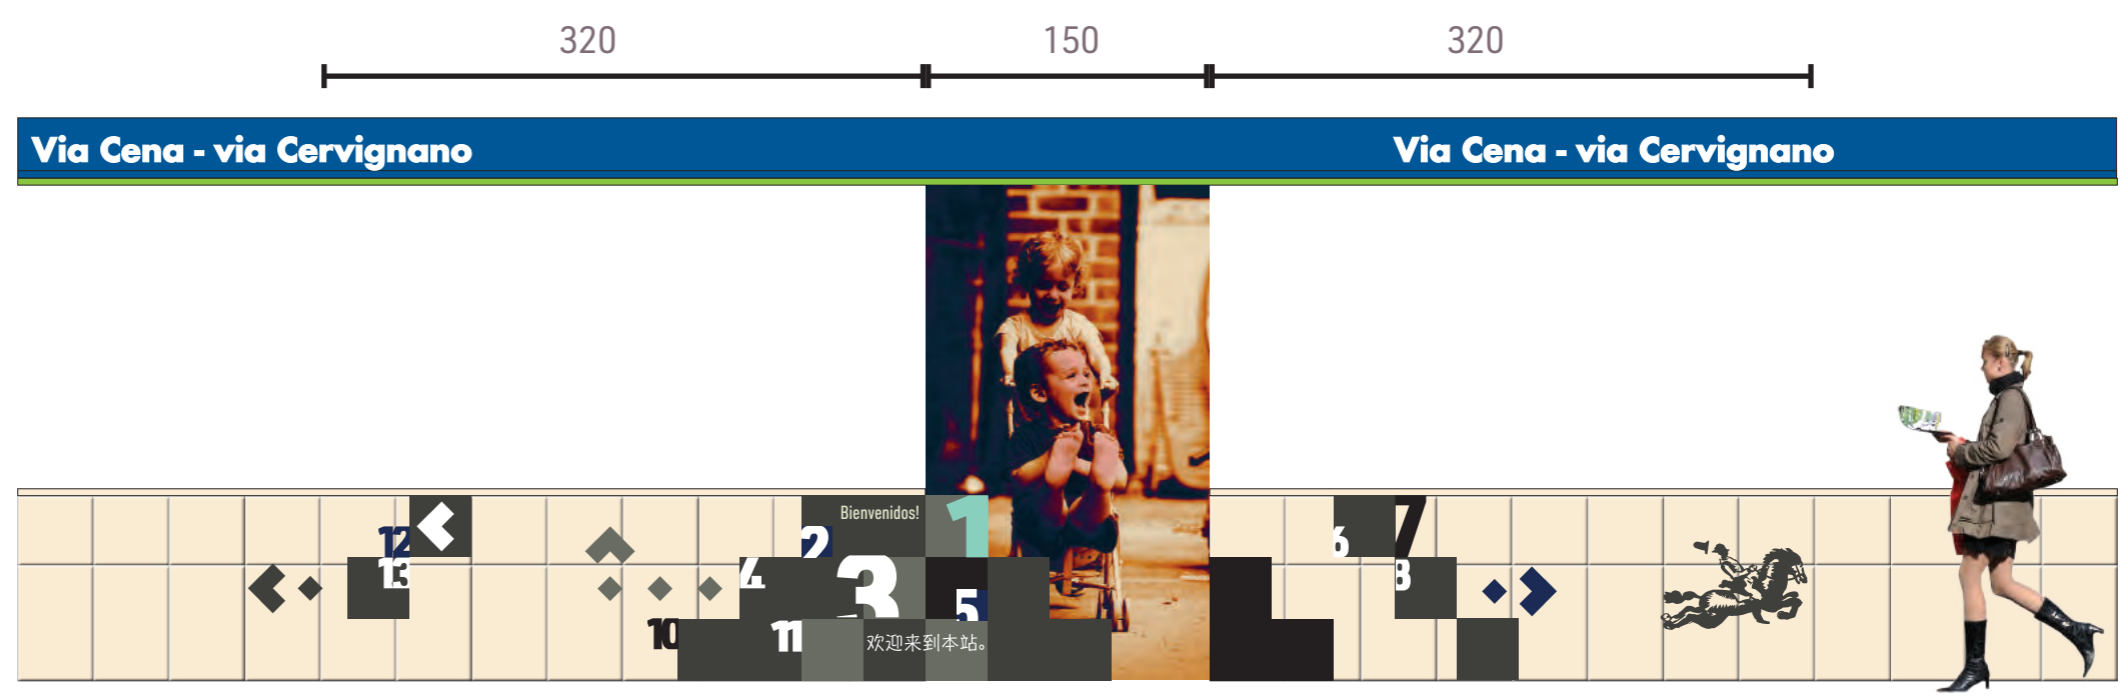 320 150 320
Via Cena - via Cervignano Via Cena - via Cervignano
Bienvenidos! 1 6 7
12 2
13 4 3 5 8
10 11 欢迎来到本站。